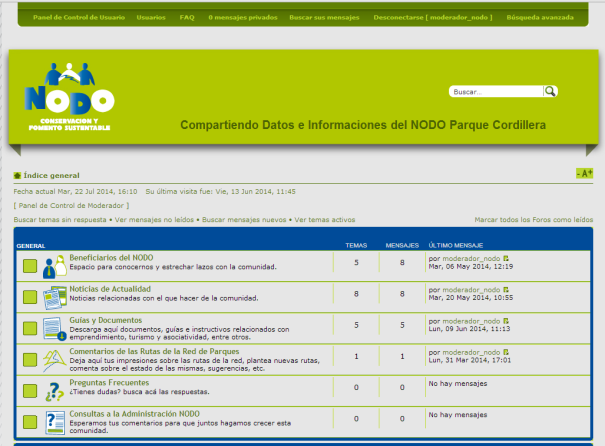 Panel de Control de Usuario Usuarios FAQ 0 mensajes privados Buscar sus mensajes Desconectarse [ moderador_nodo ] Búsqueda avanzada
NODO
CONSERVACION Y
FOMENTO SUSTENTABLE
Buscar...
Compartiendo Datos e Informaciones del NODO Parque Cordillera
Índice general
-A+
Fecha actual Mar, 22 Jul 2014, 16:10 Su última visita fue: Vie, 13 Jun 2014, 11:45
[ Panel de Control de Moderador ]
Buscar temas sin respuesta • Ver mensajes no leídos • Buscar mensajes nuevos • Ver temas activos Marcar todos los Foros como leídos
GENERAL TEMAS MENSAJES ÚLTIMO MENSAJE
Beneficiarios del NODO
Espacio para conocernos y estrechar lazos con la comunidad.
5 8
por moderador_nodo
Mar, 06 May 2014, 12:19
Noticias de Actualidad
Noticias relacionadas con el que hacer de la comunidad.
8 8
por moderador_nodo
Mar, 20 May 2014, 10:55
Guías y Documentos
Descarga aquí documentos, guías e instructivos relacionados con
emprendimiento, turismo y asociatividad, entre otros.
5 5
por moderador_nodo
Lun, 09 Jun 2014, 11:13
Comentarios de las Rutas de la Red de Parques
Deja aquí tus impresiones sobre las rutas de la red, plantea nuevas rutas,
comenta sobre el estado de las mismas, sugerencias, etc.
1 1
por moderador_nodo
Lun, 31 Mar 2014, 17:01
Preguntas Frecuentes
¿Tienes dudas? busca acá las respuestas.
0 0
No hay mensajes
Consultas a la Administración NODO
Esperamos tus comentarios para que juntos hagamos crecer esta
comunidad.
0 0
No hay mensajes